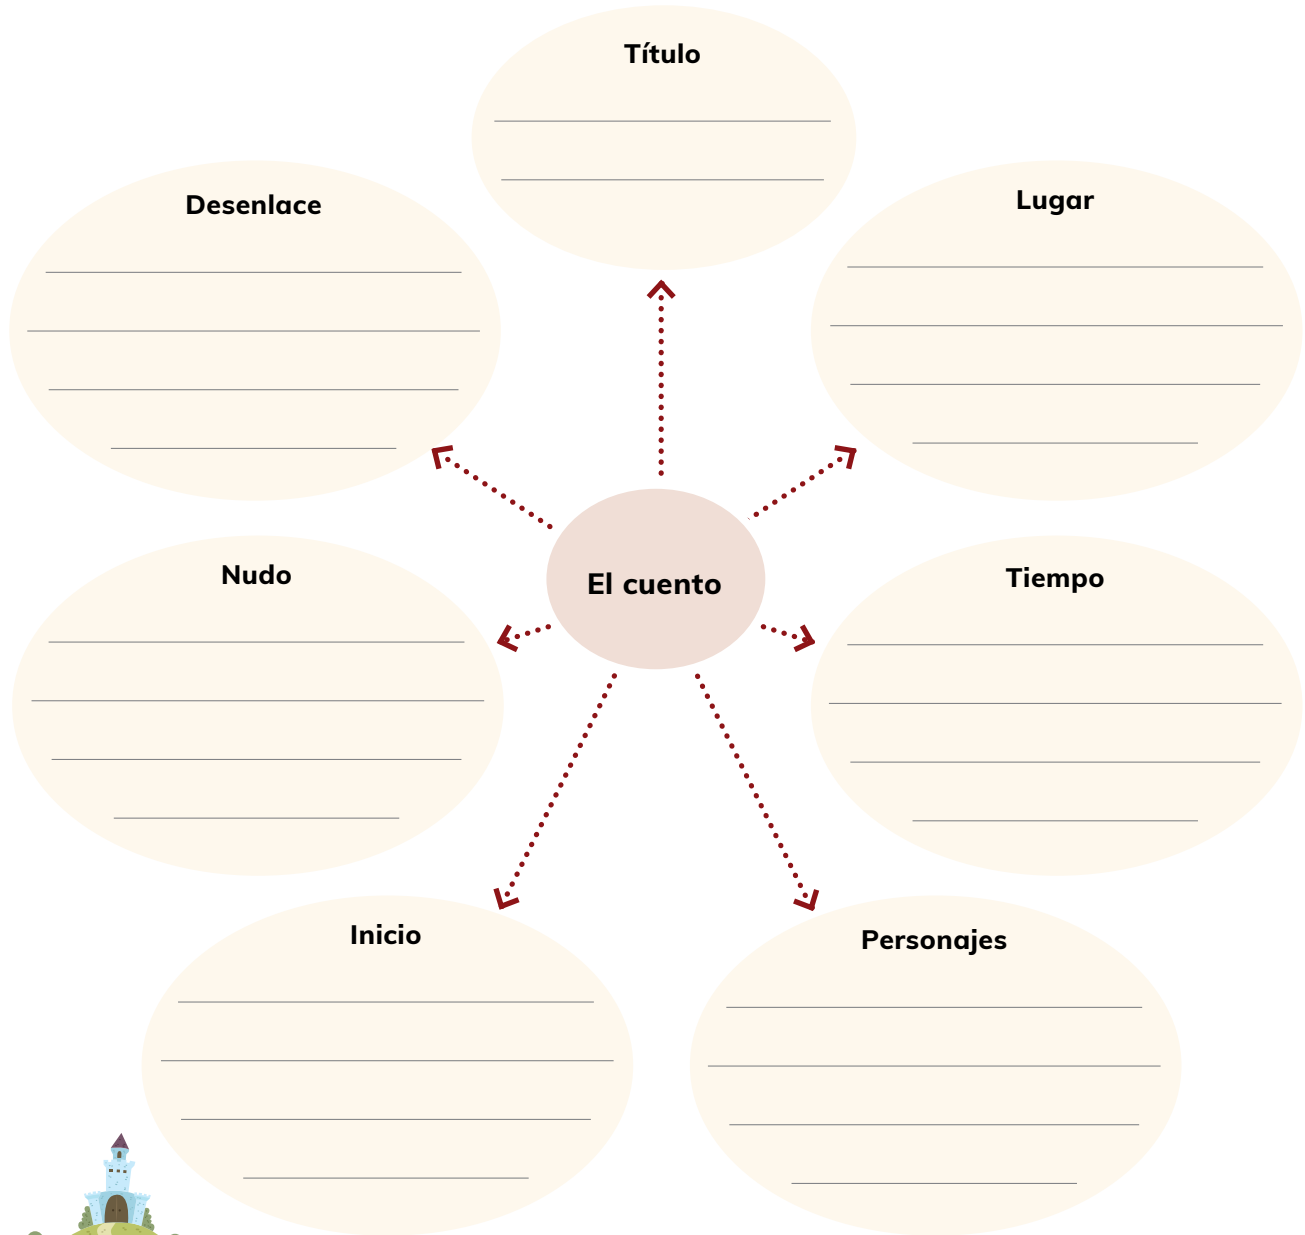 Título
Desenlace
Lugar
El cuento
Nudo
Tiempo
Inicio
Personajes